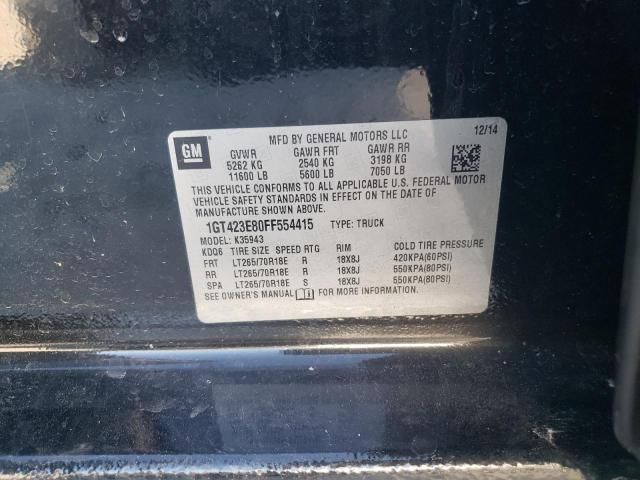 GM
MFD BY GENERAL MOTORS LLC 12/14
GVWR GAWR FRT GAWR RR
5262 KG 2540 KG 3198 KG
11600 LB 5600 LB 7050 LB
THIS VEHICLE CONFORMS TO ALL APPLICABLE U.S. FEDERAL MOTOR
VEHICLE SAFETY STANDARDS IN EFFECT ON THE DATE OF
MANUFACTURE SHOWN ABOVE.
1GT423E80FF554415 TYPE: TRUCK
MODEL: K35943
KDQ6 TIRE SIZE SPEED RTG RIM COLD TIRE PRESSURE
FRT LT265/70R18E R 18X8J 420KPA(60PSI)
RR LT265/70R18E R 18X8J 550KPA(80PSI)
SPA LT265/70R18E S 18X8J 550KPA(80PSI)
SEE OWNER'S MANUAL FOR MORE INFORMATION.